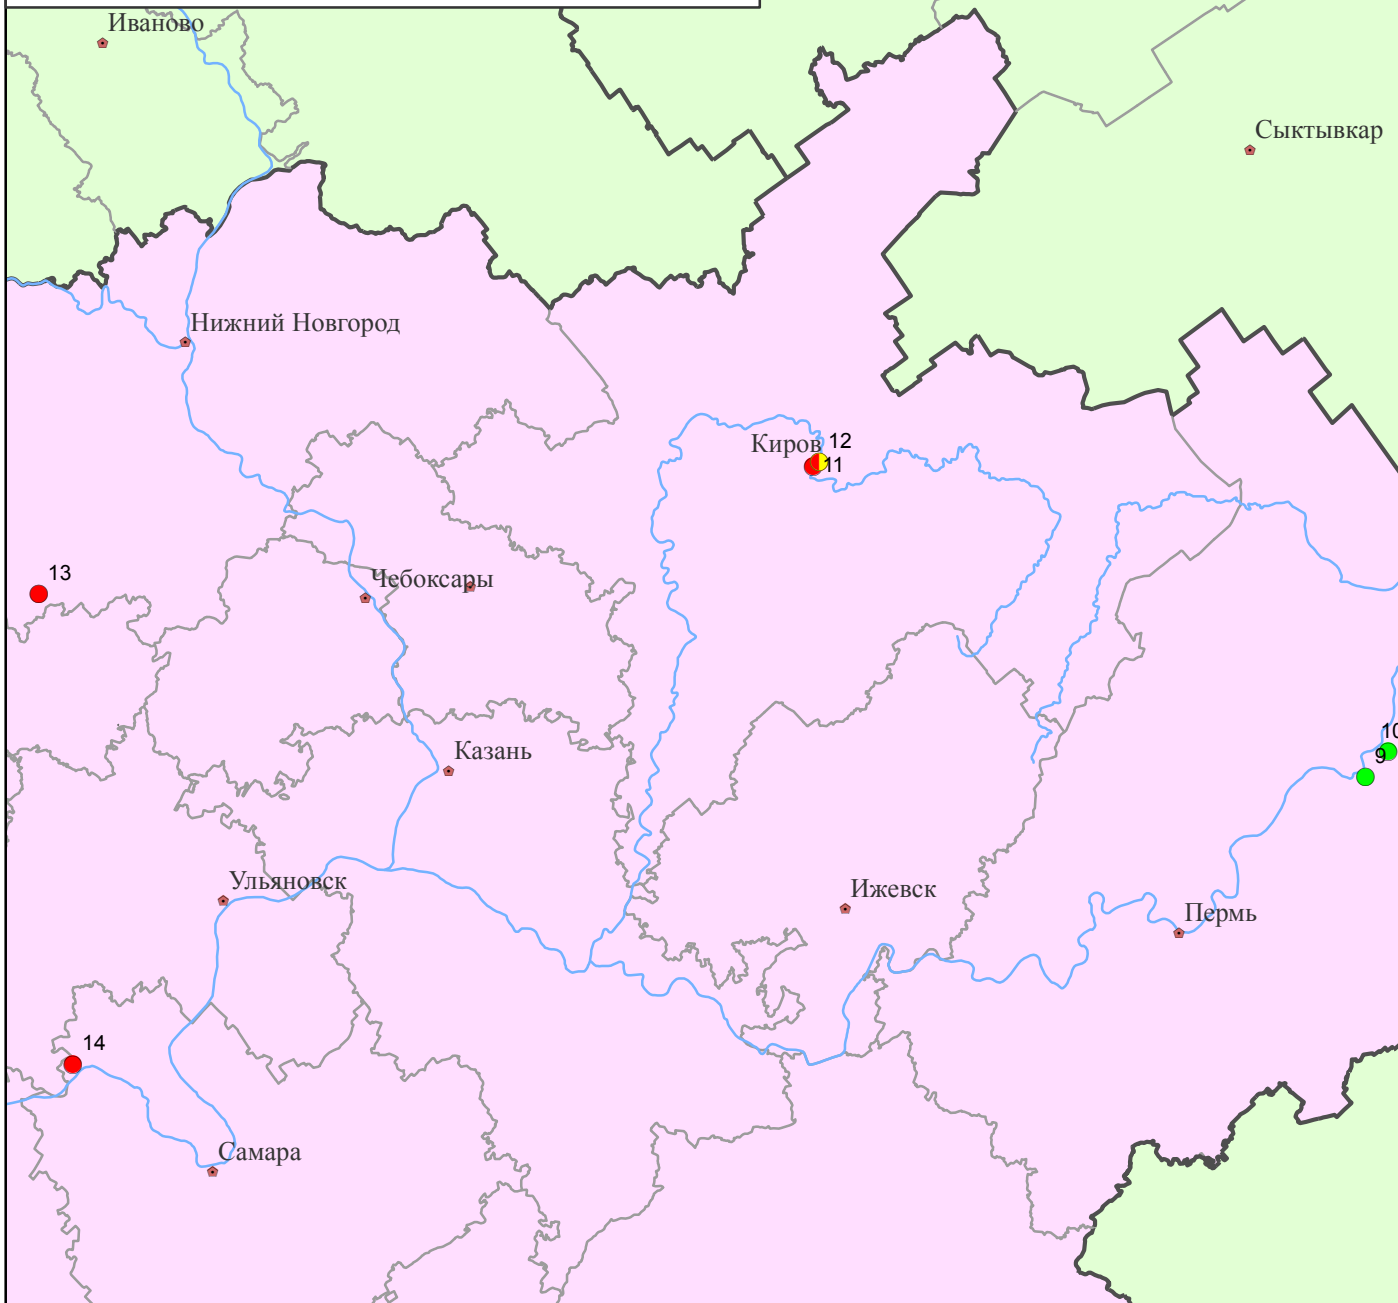 Иваново
Сыктывкар
Нижний Новгород
Киров
12
11
13
Чебоксары
Казань
10
9
Ульяновск
Ижевск
Пермь
14
Самара